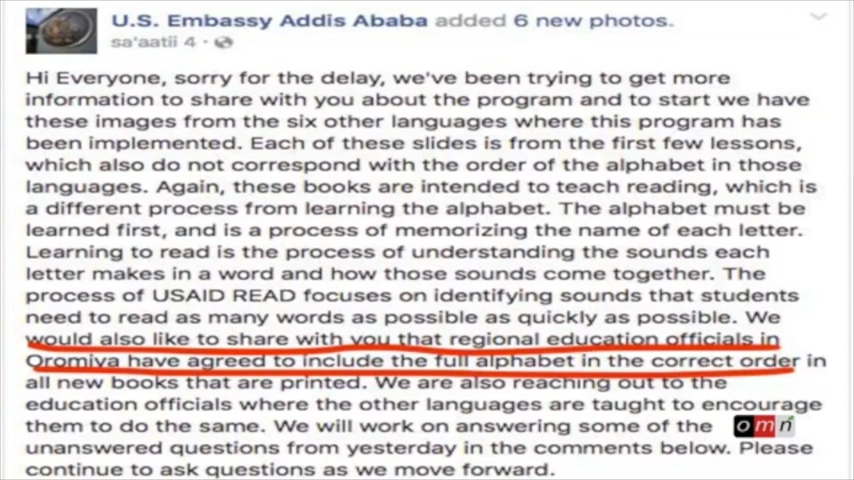 U.S. Embassy Addis Ababa added 6 new photos.
sa'aatii 4 ·
Hi Everyone, sorry for the delay, we've been trying to get more
information to share with you about the program and to start we have
these images from the six other languages where this program has
been implemented. Each of these slides is from the first few lessons,
which also do not correspond with the order of the alphabet in those
languages. Again, these books are intended to teach reading, which is
a different process from learning the alphabet. The alphabet must be
learned first, and is a process of memorizing the name of each letter.
Learning to read is the process of understanding the sounds each
letter makes in a word and how those sounds come together. The
process of USAID READ focuses on identifying sounds that students
need to read as many words as possible as quickly as possible. We
would also like to share with you that regional education officials in
Oromiya have agreed to include the full alphabet in the correct order in
all new books that are printed. We are also reaching out to the
education officials where the other languages are taught to encourage
them to do the same. We will work on answering some of the
omn
unanswered questions from yesterday in the comments below. Please
continue to ask questions as we move forward.